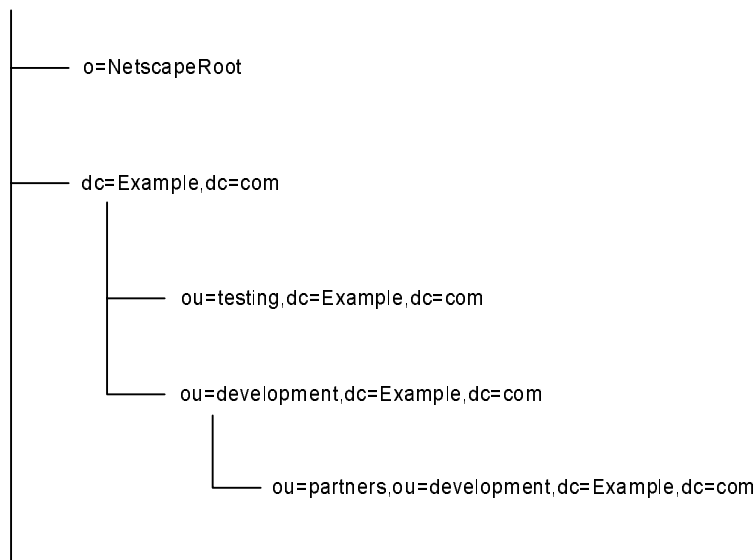 o=NetscapeRoot
dc=Example,dc=com
ou=testing,dc=Example,dc=com
ou=development,dc=Example,dc=com
ou=partners,ou=development,dc=Example,dc=com